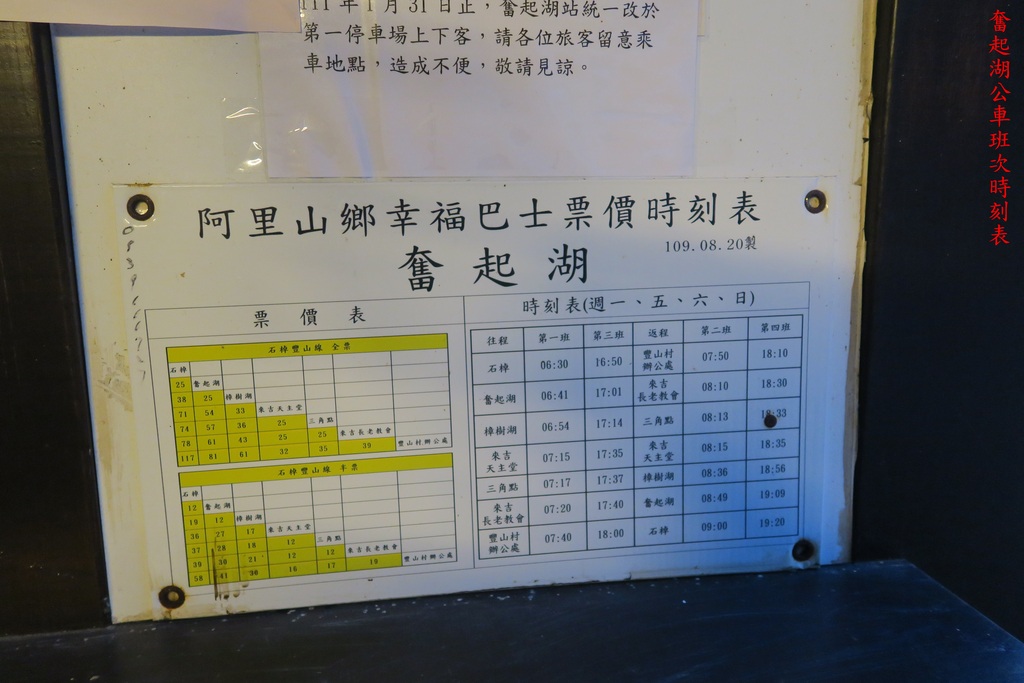 111年1月31日止，奮起湖站統一改於
第一停車場上下客，請各位旅客留意乘
車地點，造成不便，敬請見諒。
奮起湖公車班次時刻表
阿里山鄉幸福巴士票價時刻表
奮起湖
109.08.20製
票價表
石棹豐山線 全票
石棹
25 奮起湖
38 25 樟樹湖
71 54 33 來吉天主堂
74 57 36 25 三角點
78 61 43 25 25 來吉長老教會
117 81 61 32 35 39 豐山村辦公處
石棹豐山線 半票
石棹
12 奮起湖
19 12 樟樹湖
36 27 17 來吉天主堂
37 28 18 12 三角點
39 30 21 12 12 來吉長老教會
58 41 30 16 17 19 豐山村辦公處
時刻表(週一、五、六、日)
往程 第一班 第三班 返程 第二班 第四班
石棹 06:30 16:50 豐山村辦公處 07:50 18:10
奮起湖 06:41 17:01 來吉長老教會 08:10 18:30
樟樹湖 06:54 17:14 三角點 08:13 18:33
來吉天主堂 07:15 17:35 來吉天主堂 08:15 18:35
三角點 07:17 17:37 樟樹湖 08:36 18:56
來吉長老教會 07:20 17:40 奮起湖 08:49 19:09
豐山村辦公處 07:40 18:00 石棹 09:00 19:20